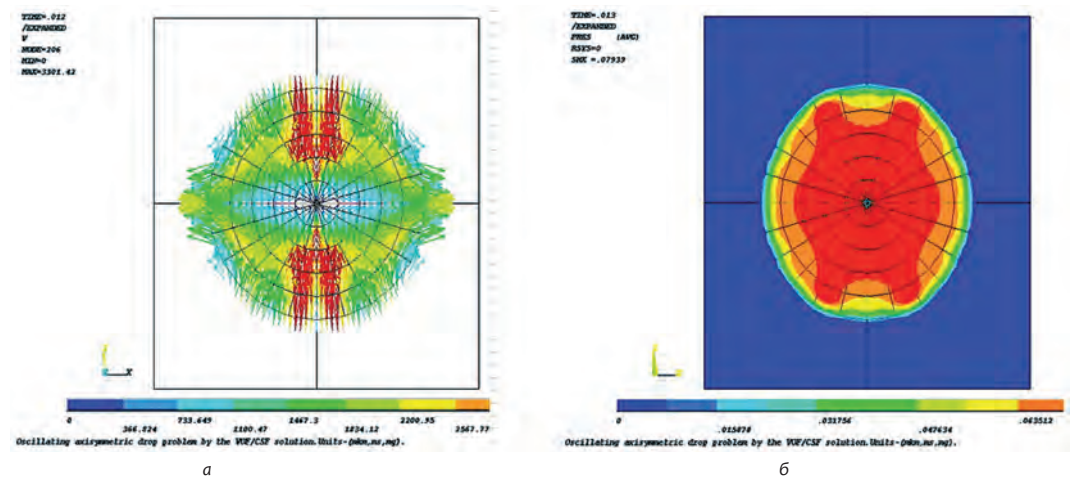 TIME=.012
/EXPANDED
V
NODE=206
MIN=0
MAX=3301.42
X
0
366.824
733.649
1100.47
1467.3
1834.12
2200.95
2567.77
Oscillating axisymmetric drop problem by the VOF/CSF solution.Units-(mkm,ms,mg).
а
TIME=.013
/EXPANDED
PRES (AVG)
RSYS=0
SMX =.07939
0
.015878
.031756
.047634
.063512
Oscillating axisymmetric drop problem by the VOF/CSF solution.Units-(mkm,ms,mg).
б